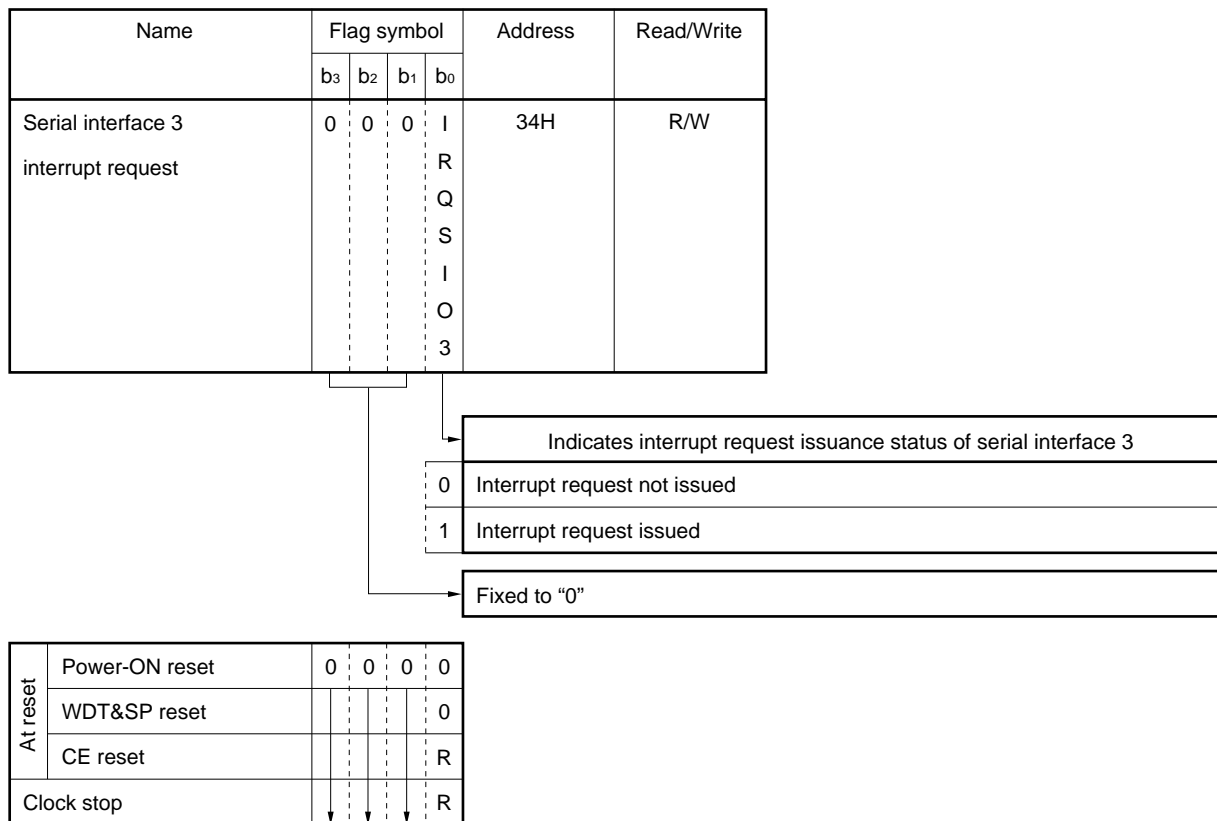 Name Flag symbol Address Read/Write
b3 b2 b1 b0
Serial interface 3 0 0 0 I 34H R/W
interrupt request R
Q
S
I
O
3
Indicates interrupt request issuance status of serial interface 3
0 Interrupt request not issued
1 Interrupt request issued
Fixed to “0”
At reset
Power-ON reset 0 0 0 0
WDT&SP reset 0
CE reset R
Clock stop R